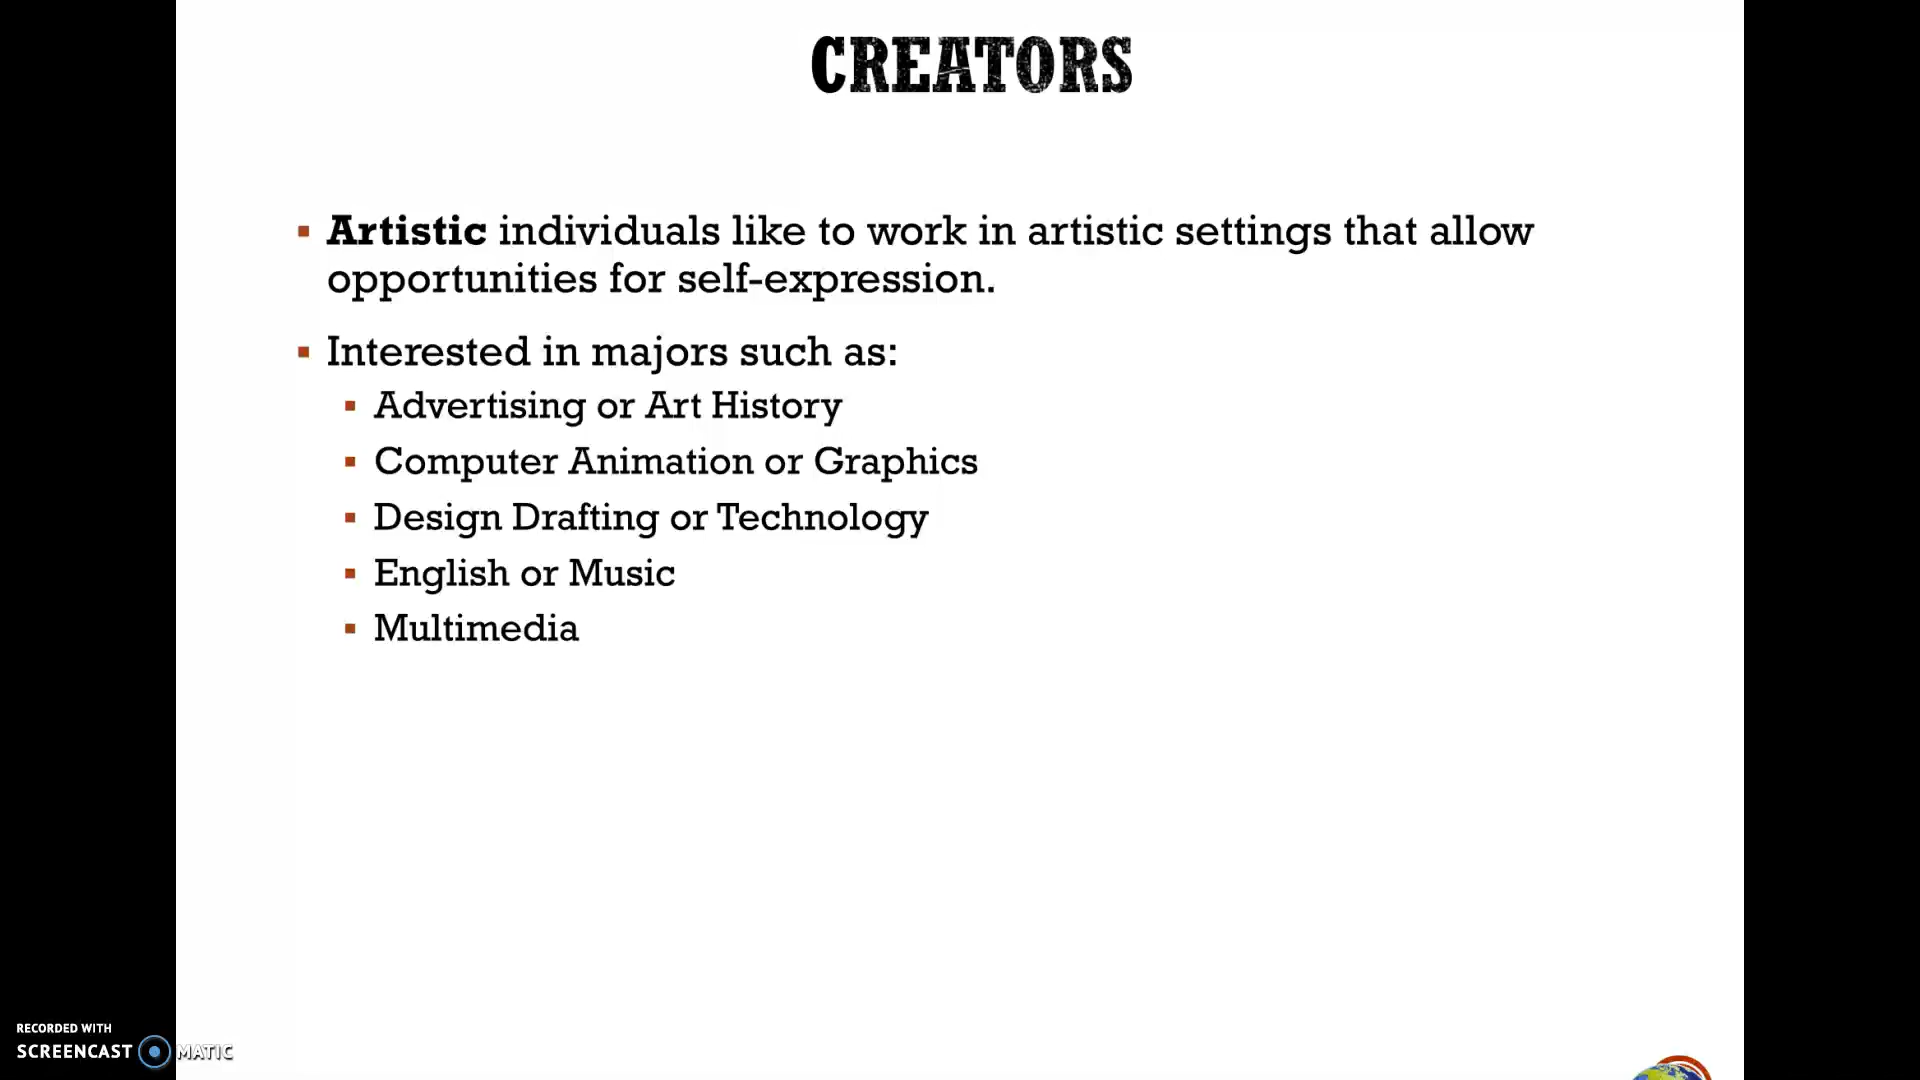 CREATORS
Artistic individuals like to work in artistic settings that allow
opportunities for self-expression.
Interested in majors such as:
Advertising or Art History
Computer Animation or Graphics
Design Drafting or Technology
English or Music
Multimedia
RECORDED WITH
SCREENCAST MATIC